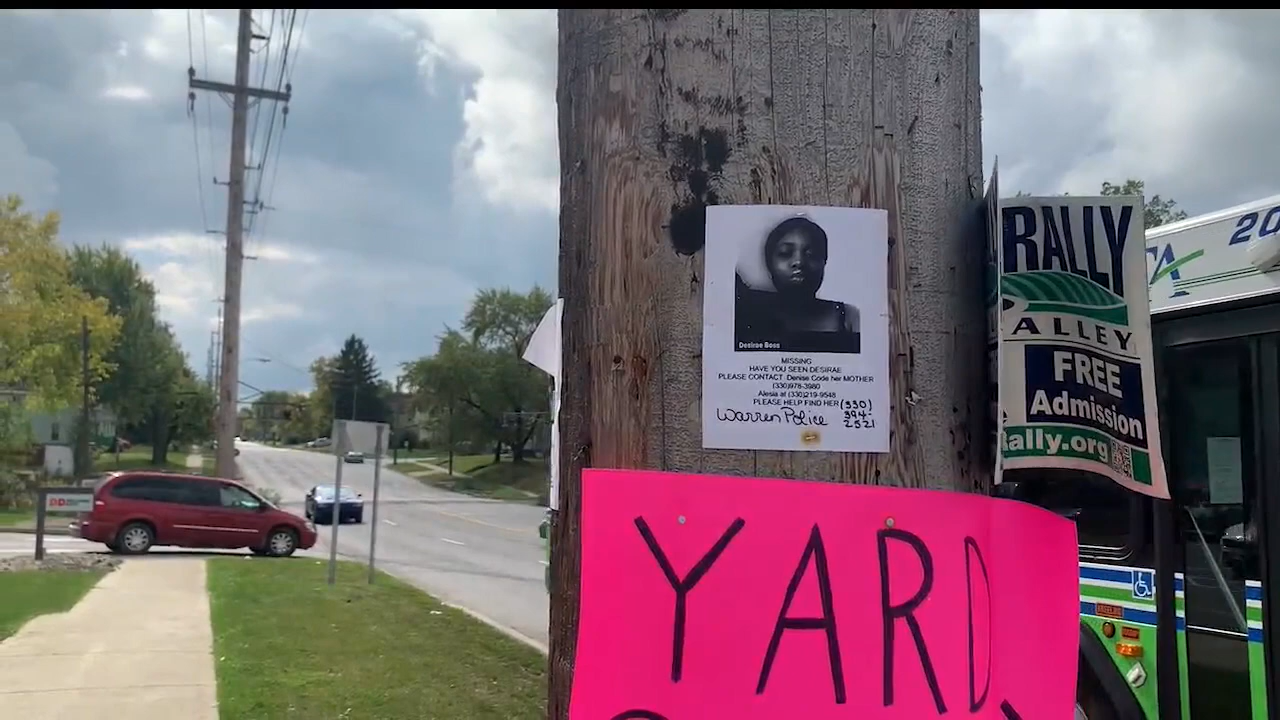 Desirae Boss
MISSING
HAVE YOU SEEN DESIRAE
PLEASE CONTACT Denise Code her MOTHER
(330)978-3980
Alesia at (330)219-9548
PLEASE HELP FIND HER
(330)
Warren Police
394-
2521
YARD
RALLY
ALLEY
FREE
Admission
Rally.org
20